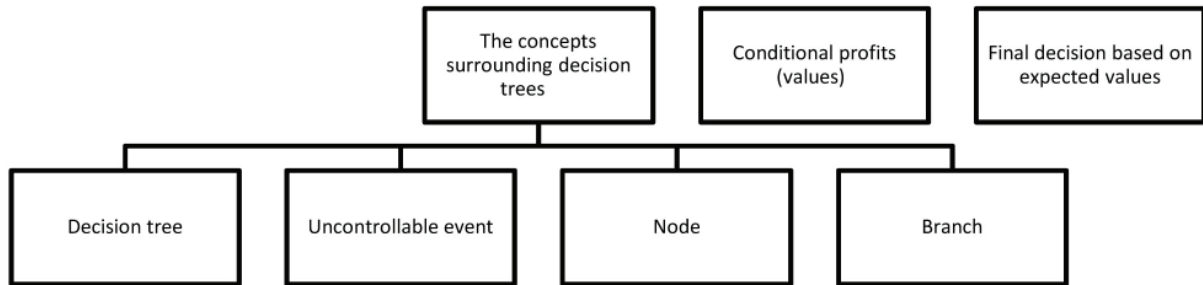 The concepts
surrounding decision
trees
Conditional profits
(values)
Final decision based on
expected values
Decision tree
Uncontrollable event
Node
Branch